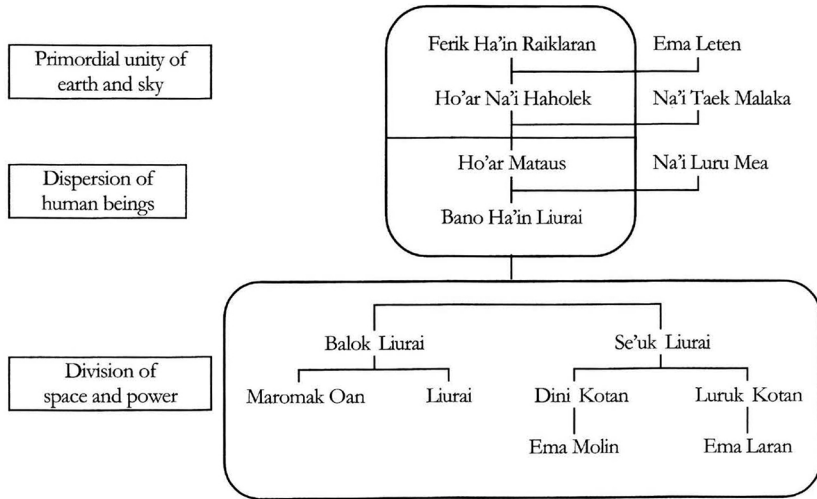 Primordial unity of
earth and sky
Ferik Ha’in Raiklaran Ema Leten
Ho’ar Na’i Haholek Na’i Taek Malaka
Dispersion of
human beings
Ho’ar Mataus Na’i Luru Mea
Bano Ha’in Liurai
Division of
space and power
Balok Liurai Se’uk Liurai
Maromak Oan Liurai Dini Kotan Luruk Kotan
Ema Molin Ema Laran